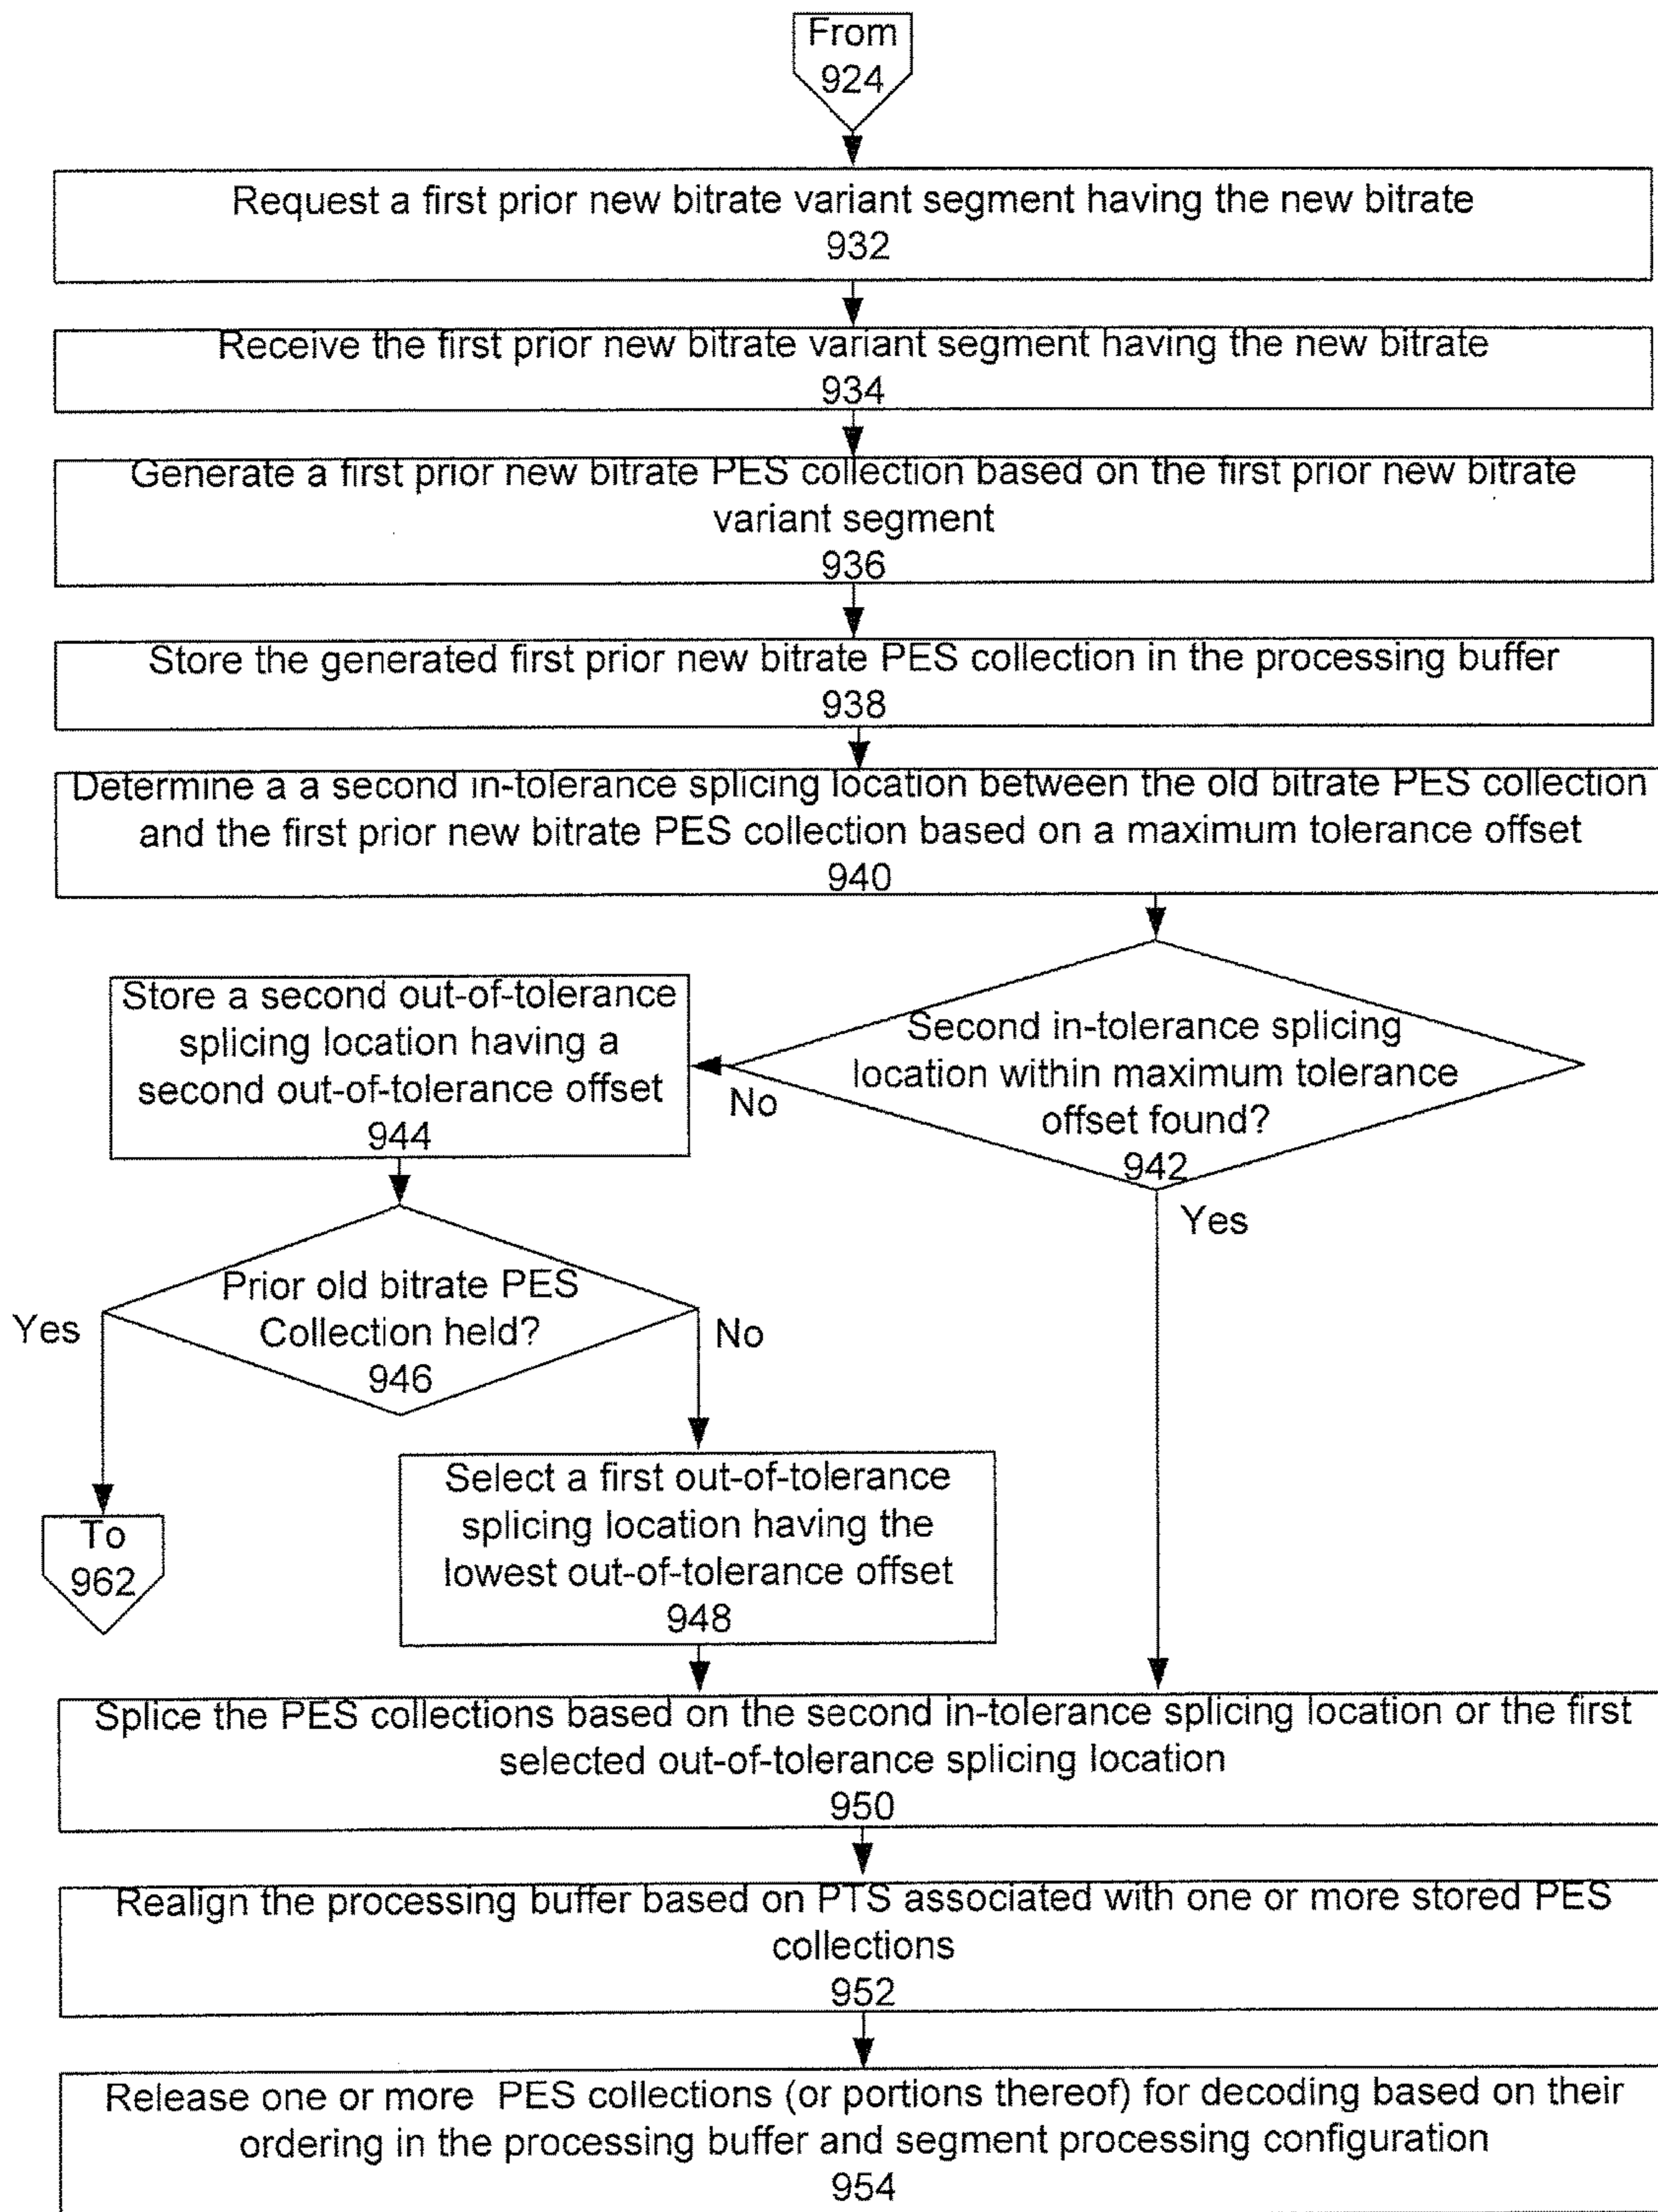 From
924
Request a first prior new bitrate variant segment having the new bitrate
932
Receive the first prior new bitrate variant segment having the new bitrate
934
Generate a first prior new bitrate PES collection based on the first prior new bitrate
variant segment
936
Store the generated first prior new bitrate PES collection in the processing buffer
938
Determine a a second in-tolerance splicing location between the old bitrate PES collection
and the first prior new bitrate PES collection based on a maximum tolerance offset
940
Second in-tolerance splicing
location within maximum tolerance
offset found?
942
No
Yes
Store a second out-of-tolerance
splicing location having a
second out-of-tolerance offset
944
Prior old bitrate PES
Collection held?
946
Yes
No
To
962
Select a first out-of-tolerance
splicing location having the
lowest out-of-tolerance offset
948
Splice the PES collections based on the second in-tolerance splicing location or the first
selected out-of-tolerance splicing location
950
Realign the processing buffer based on PTS associated with one or more stored PES
collections
952
Release one or more PES collections (or portions thereof) for decoding based on their
ordering in the processing buffer and segment processing configuration
954